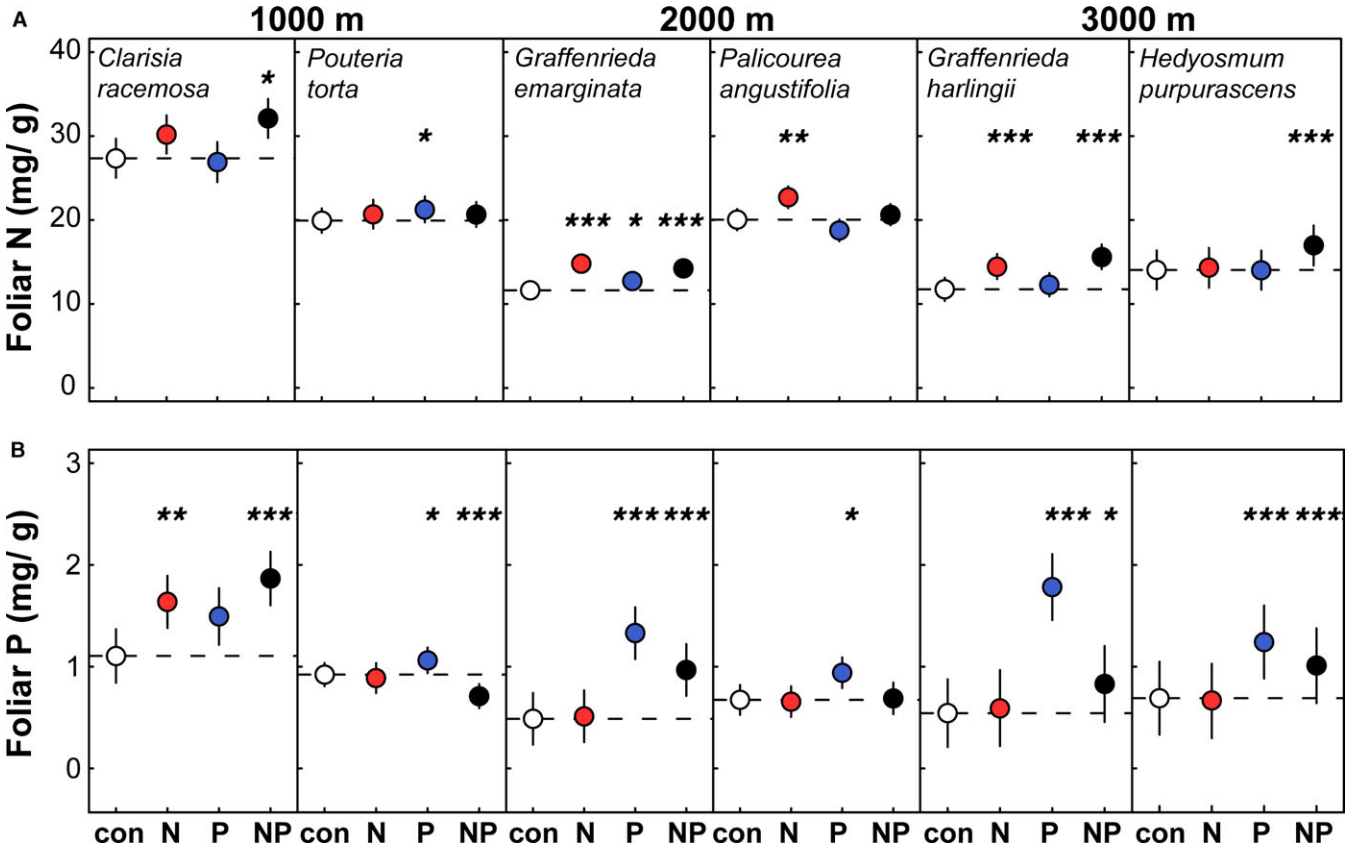 A
1000 m
2000 m
3000 m
Foliar N (mg/ g)
40
30
20
10
0
Clarisia
racemosa
*
Pouteria
torta
*
Graffenrieda
emarginata
*** * ***
Palicourea
angustifolia
**
Graffenrieda
harlingii
*** ***
Hedyosmum
purpurascens
***
B
Foliar P (mg/ g)
3
2
1
0
** ***
* ***
*** ***
*
*** *
*** ***
con N P NP
con N P NP
con N P NP
con N P NP
con N P NP
con N P NP